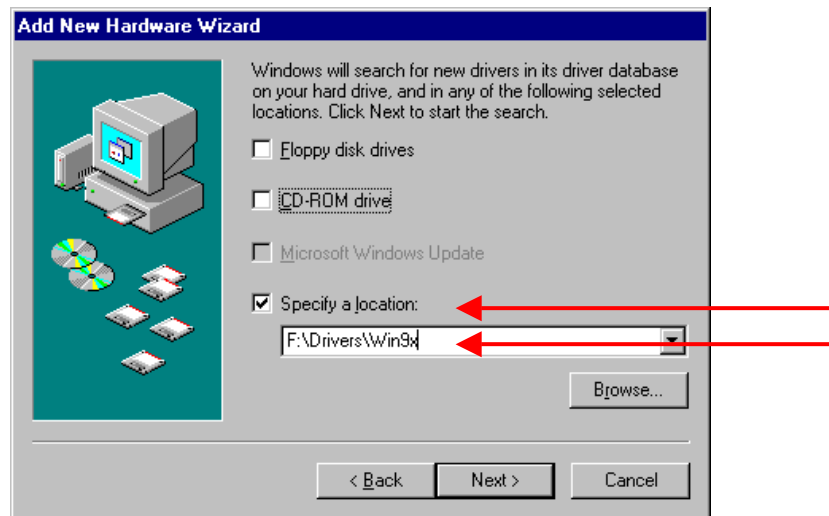 Add New Hardware Wizard
Windows will search for new drivers in its driver database
on your hard drive, and in any of the following selected
locations. Click Next to start the search.
Floppy disk drives
CD-ROM drive
Microsoft Windows Update
Specify a location:
F:\Drivers\Win9x
Browse...
< Back Next > Cancel